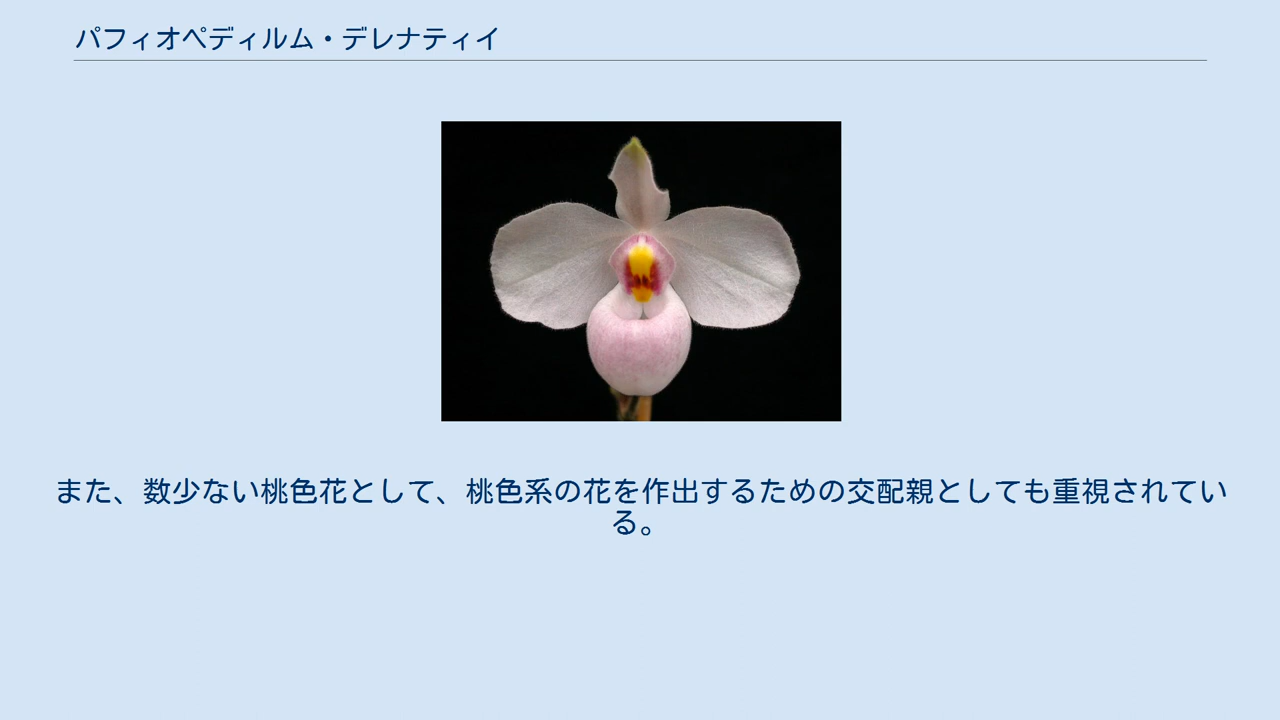 パフィオペディルム・デレナティイ
また、数少ない桃色花として、桃色系の花を作出するための交配親としても重視されてい
る。